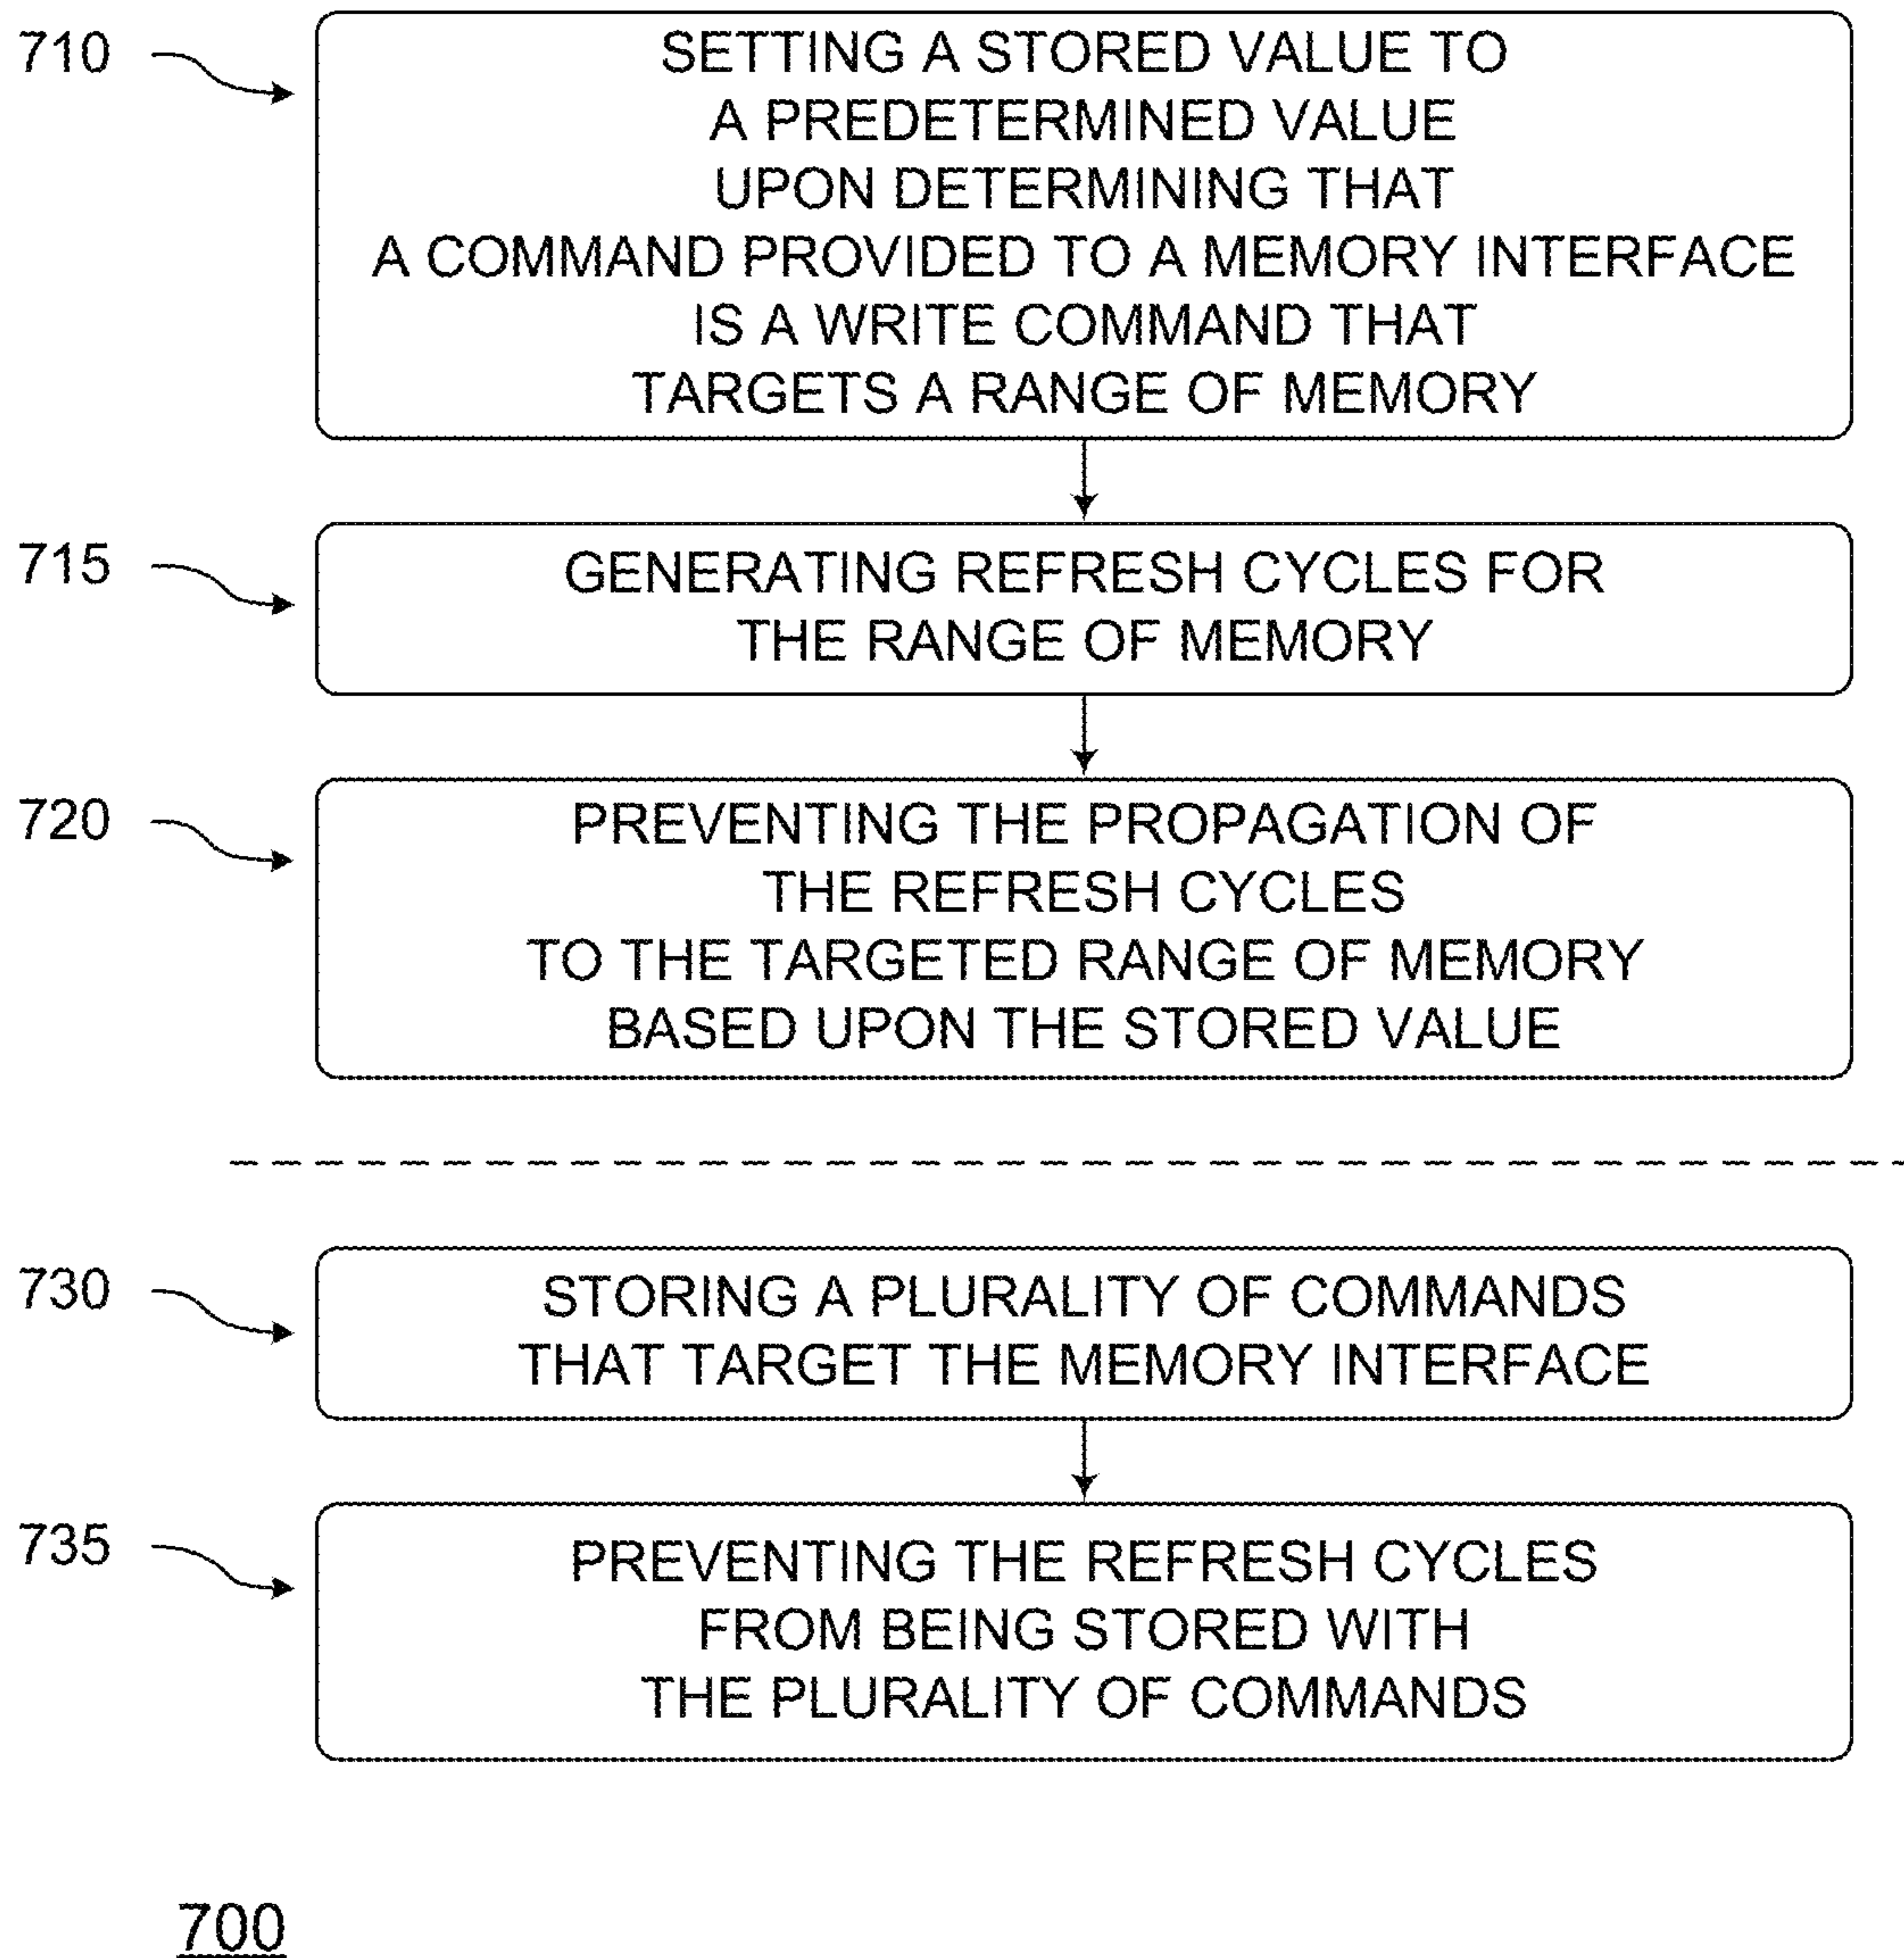 710
SETTING A STORED VALUE TO
A PREDETERMINED VALUE
UPON DETERMINING THAT
A COMMAND PROVIDED TO A MEMORY INTERFACE
IS A WRITE COMMAND THAT
TARGETS A RANGE OF MEMORY
715
GENERATING REFRESH CYCLES FOR
THE RANGE OF MEMORY
720
PREVENTING THE PROPAGATION OF
THE REFRESH CYCLES
TO THE TARGETED RANGE OF MEMORY
BASED UPON THE STORED VALUE
730
STORING A PLURALITY OF COMMANDS
THAT TARGET THE MEMORY INTERFACE
735
PREVENTING THE REFRESH CYCLES
FROM BEING STORED WITH
THE PLURALITY OF COMMANDS
700